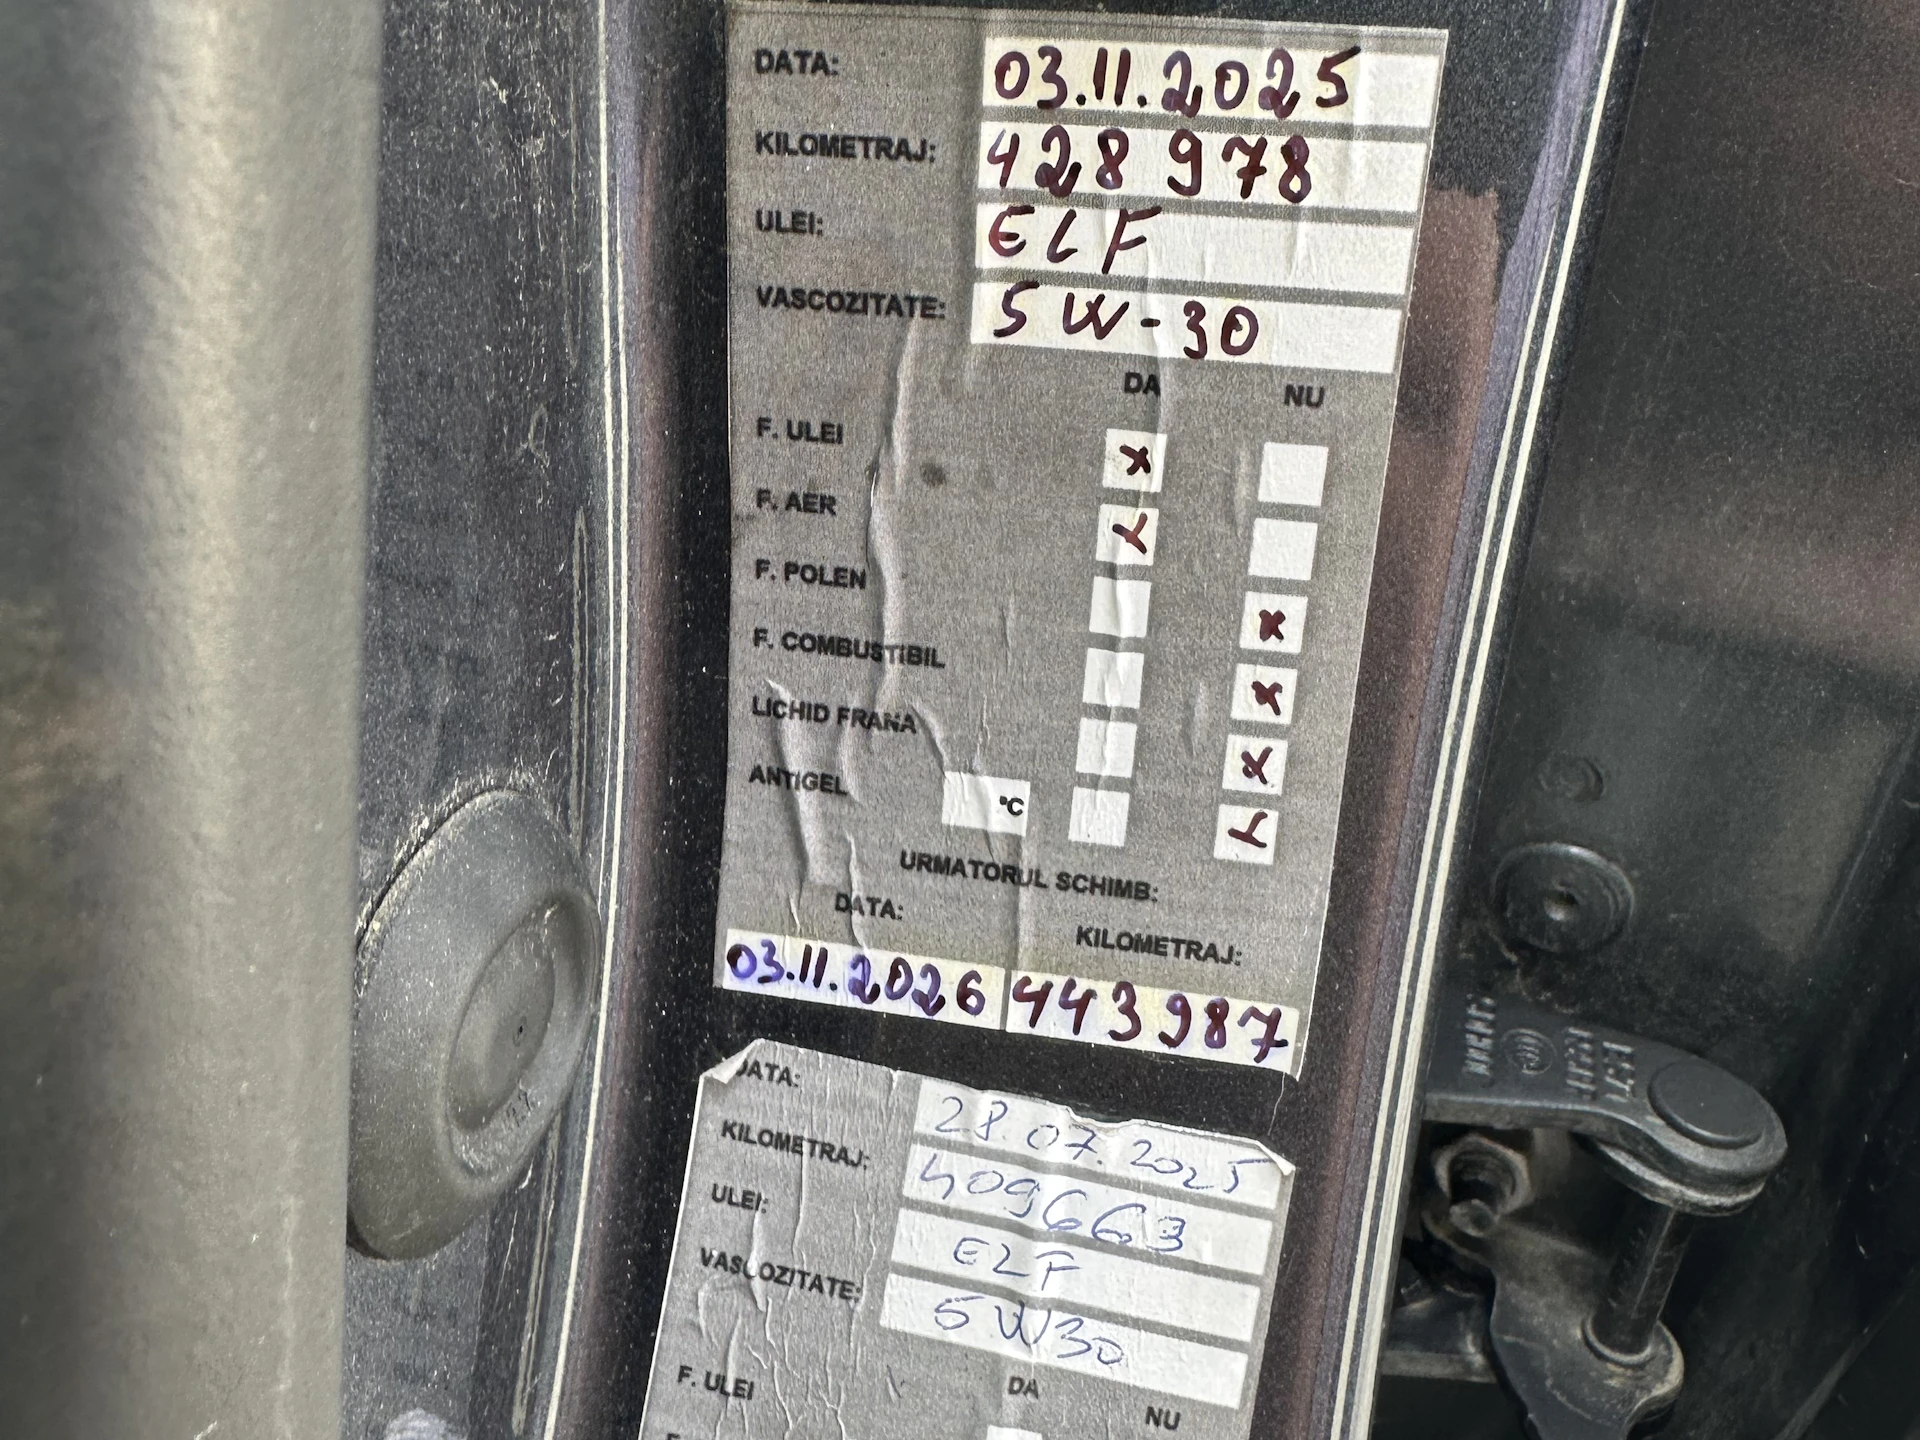 DATA: 03.11.2025
KILOMETRAJ: 428 978
ULEI: ELF
VASCOZITATE: 5W-30
DA NU
F. ULEI x
F. AER x
F. POLEN x
F. COMBUSTIBIL x
LICHID FRANA x
ANTIGEL °C x
URMATORUL SCHIMB:
DATA: KILOMETRAJ:
03.11.2026 443987
DATA: 28.07.2025
KILOMETRAJ: 409663
ULEI: ELF
VASCOZITATE: 5W30
DA NU
F. ULEI